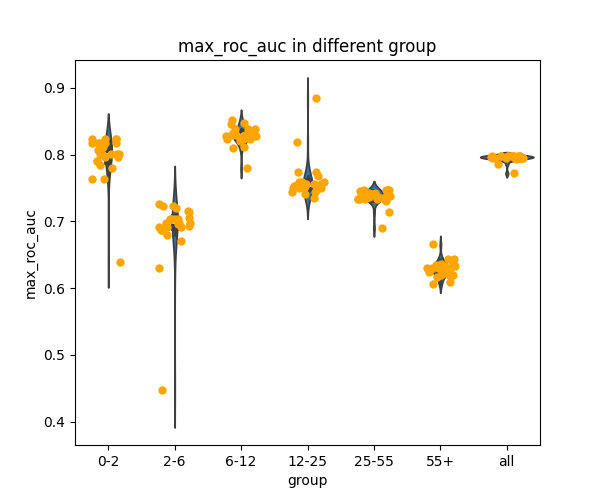 max_roc_auc in different group
max_roc_auc
0.9
0.8
0.7
0.6
0.5
0.4
0-2 2-6 6-12 12-25 25-55 55+ all
group